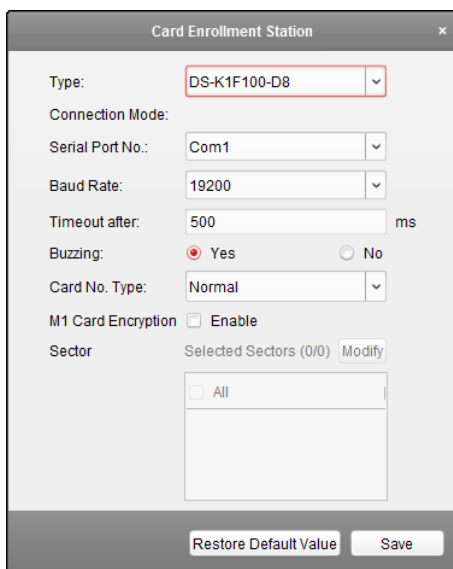 Card Enrollment Station ×
Type: DS-K1F100-D8
Connection Mode:
Serial Port No.: Com1
Baud Rate: 19200
Timeout after: 500 ms
Buzzing: Yes No
Card No. Type: Normal
M1 Card Encryption Enable
Sector Selected Sectors (0/0) Modify
All
Restore Default Value Save